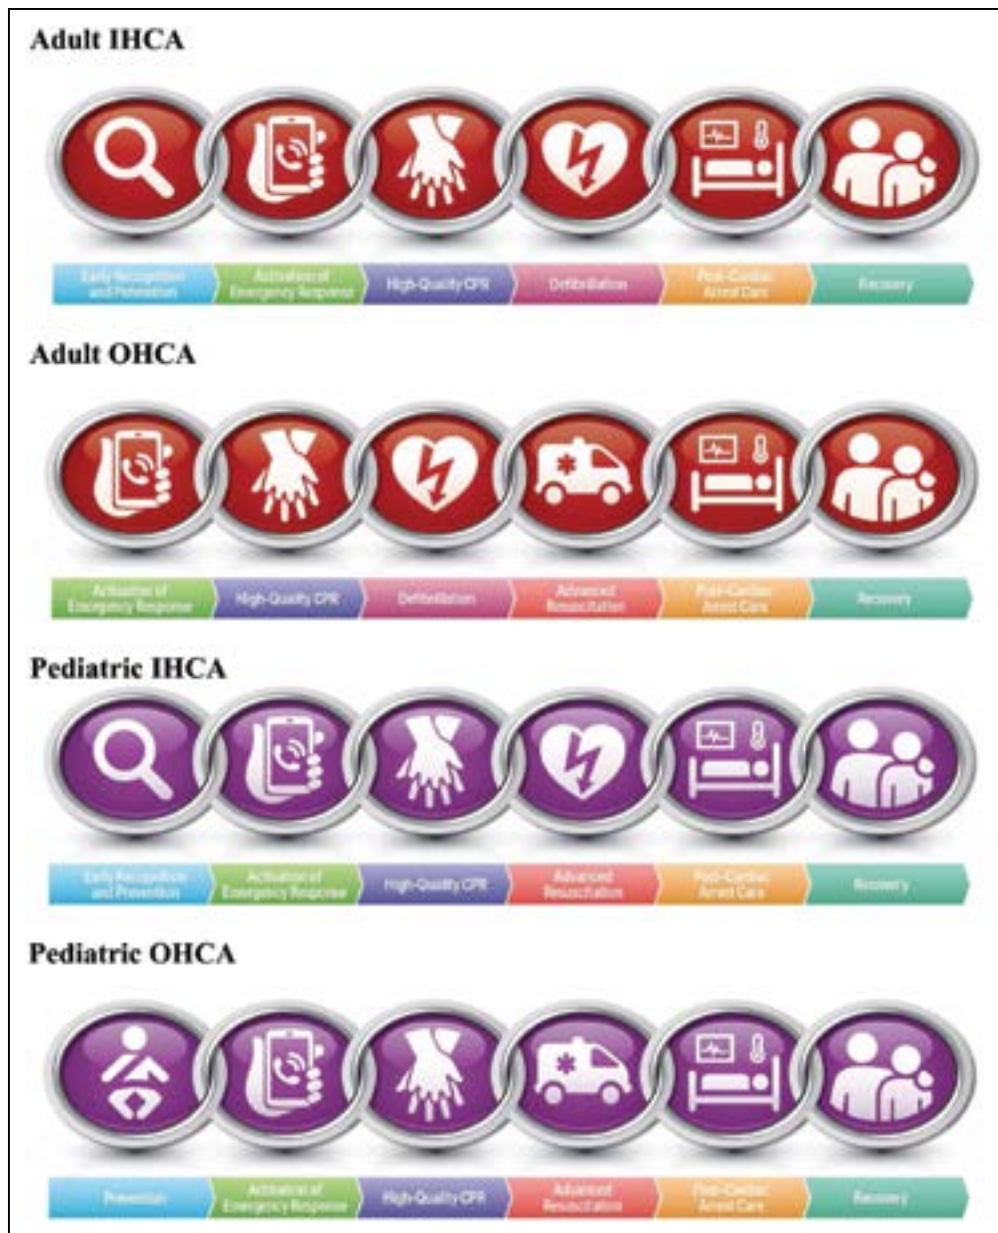 Adult IHCA
Early Recognition
and Prevention
Activation of
Emergency Response
High-Quality CPR
Defibrillation
Post-Cardiac
Arrest Care
Recovery
Adult OHCA
Activation of
Emergency Response
High-Quality CPR
Defibrillation
Advanced
Resuscitation
Post-Cardiac
Arrest Care
Recovery
Pediatric IHCA
Early Recognition
and Prevention
Activation of
Emergency Response
High-Quality CPR
Advanced
Resuscitation
Post-Cardiac
Arrest Care
Recovery
Pediatric OHCA
Prevention
Activation of
Emergency Response
High-Quality CPR
Advanced
Resuscitation
Post-Cardiac
Arrest Care
Recovery